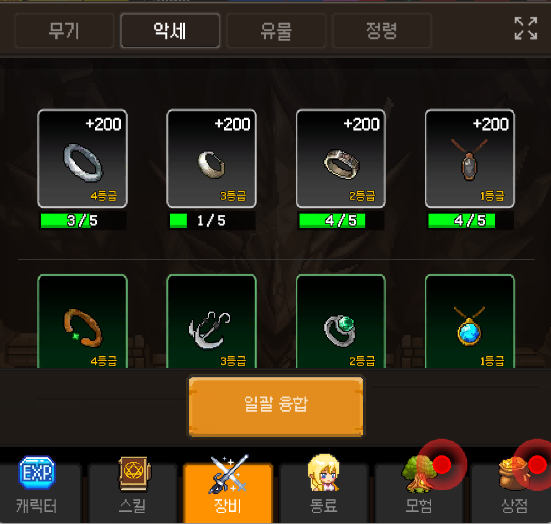 무기 악세 유물 정령
+200 +200 +200 +200
4등급 3등급 2등급 1등급
3/5 1/5 4/5 4/5
4등급 3등급 2등급 1등급
일괄 융합
EXP
캐릭터 스킬 장비 동료 모험 상점